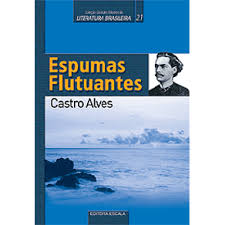 Coleção Grandes Mestres da
LITERATURA BRASILEIRA 21
Espumas
Flutuantes
Castro Alves
EDITORA ESCALA